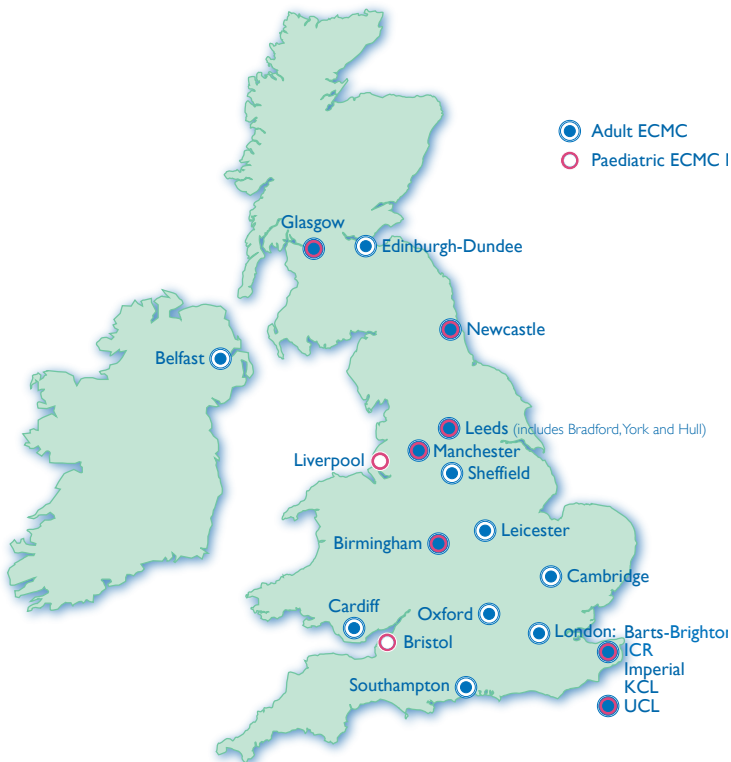 Adult ECMC
Paediatric ECMC
Glasgow
Edinburgh-Dundee
Newcastle
Belfast
Leeds (includes Bradford, York and Hull)
Manchester
Liverpool
Sheffield
Leicester
Birmingham
Cambridge
Cardiff
Oxford
London: Barts-Brighton
Bristol
ICR
Imperial
KCL
Southampton
UCL